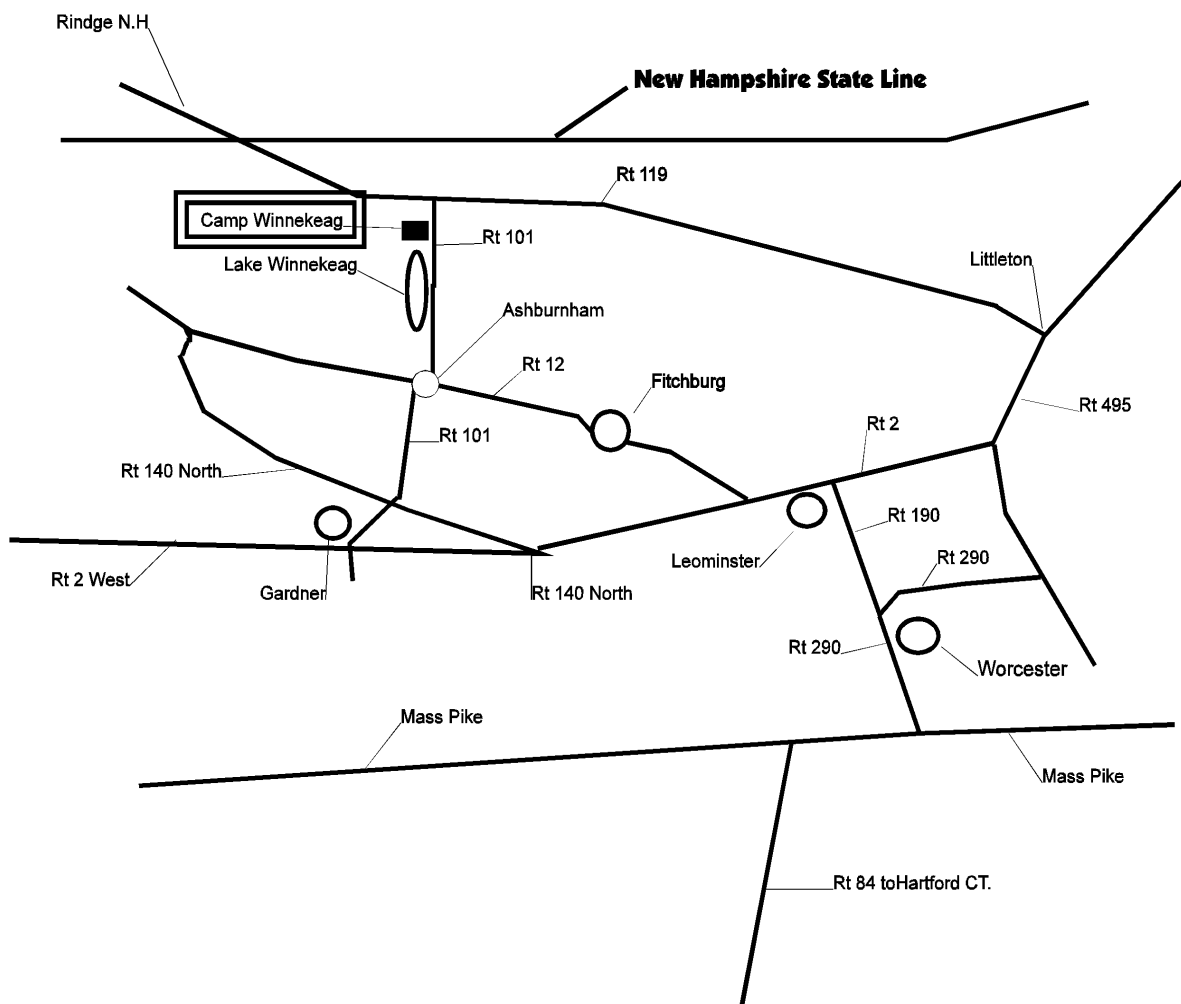 Rindge N.H
New Hampshire State Line
Rt 119
Camp Winnekeag
Rt 101
Lake Winnekeag
Littleton
Ashburnham
Rt 12
Fitchburg
Rt 495
Rt 2
Rt 101
Rt 140 North
Rt 190
Leominster
Rt 290
Rt 2 West
Gardner
Rt 140 North
Rt 290
Worcester
Mass Pike
Mass Pike
Rt 84 toHartford CT.